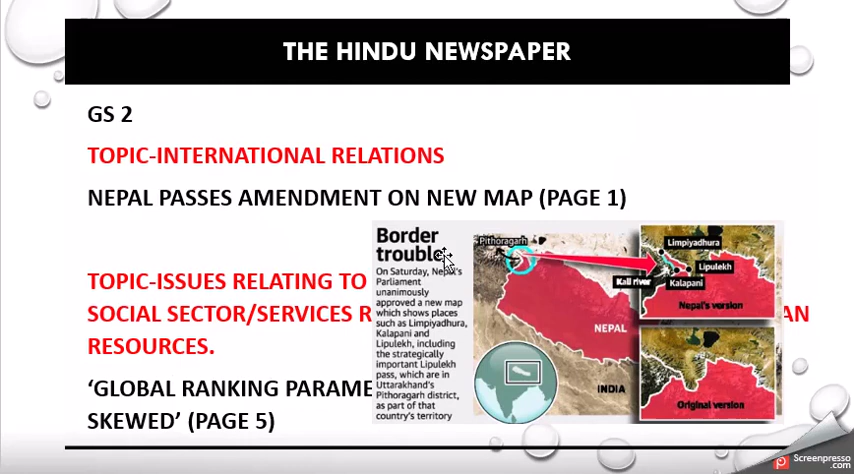 THE HINDU NEWSPAPER
GS 2
TOPIC-INTERNATIONAL RELATIONS
NEPAL PASSES AMENDMENT ON NEW MAP (PAGE 1)
Border
trouble
On Saturday, Nepal's
Parliament
unanimously
approved a new map
which shows places
such as Limpiyadhura,
Kalapani and
Lipulekh, including
the strategically
important Lipulekh
pass, which are in
Uttarakhand's
Pithoragarh district,
as part of that
country's territory
Pithoragarh
Limpiyadhura
Lipulekh
Kali river
Kalapani
Nepal's version
NEPAL
INDIA
Original version
TOPIC-ISSUES RELATING TO
SOCIAL SECTOR/SERVICES R AN
RESOURCES.
‘GLOBAL RANKING PARAME
SKEWED’ (PAGE 5)
Screenpresso
.com